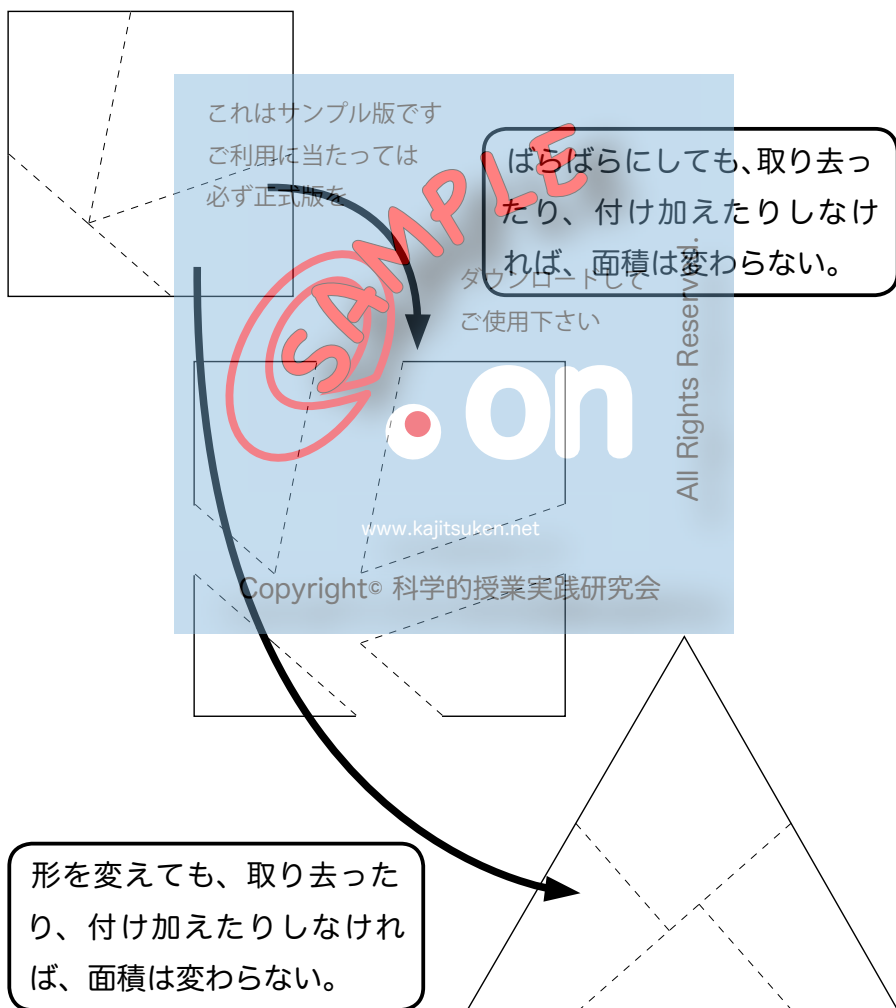 これはサンプル版です
ご利用に当たっては
必ず正式版を
ダウンロードして
ご使用下さい
SAMPLE
ばらばらにしても、取り去っ
たり、付け加えたりしなけ
れば、面積は変わらない。
All Rights Reserved.
.on
www.kajitsuken.net
Copyright© 科学的授業実践研究会
形を変えても、取り去った
り、付け加えたりしなけれ
ば、面積は変わらない。